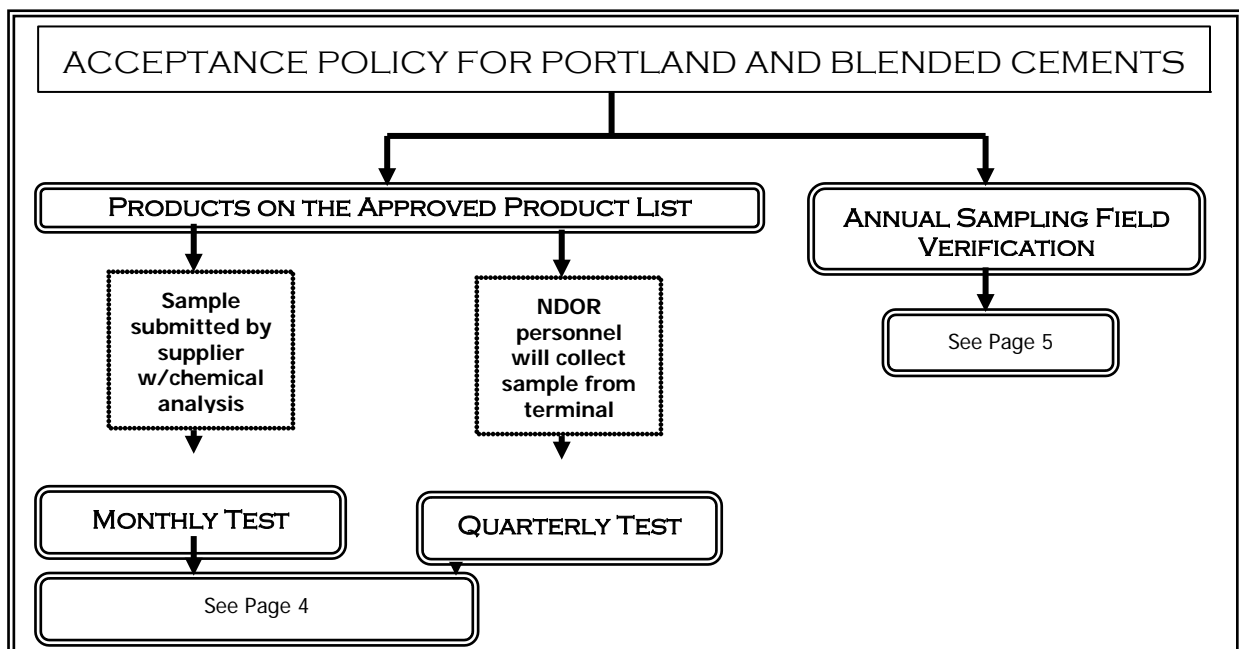 ACCEPTANCE POLICY FOR PORTLAND AND BLENDED CEMENTS
PRODUCTS ON THE APPROVED PRODUCT LIST
ANNUAL SAMPLING FIELD
VERIFICATION
Sample
submitted by
supplier
w/chemical
analysis
NDOR
personnel
will collect
sample from
terminal
See Page 5
MONTHLY TEST
QUARTERLY TEST
See Page 4